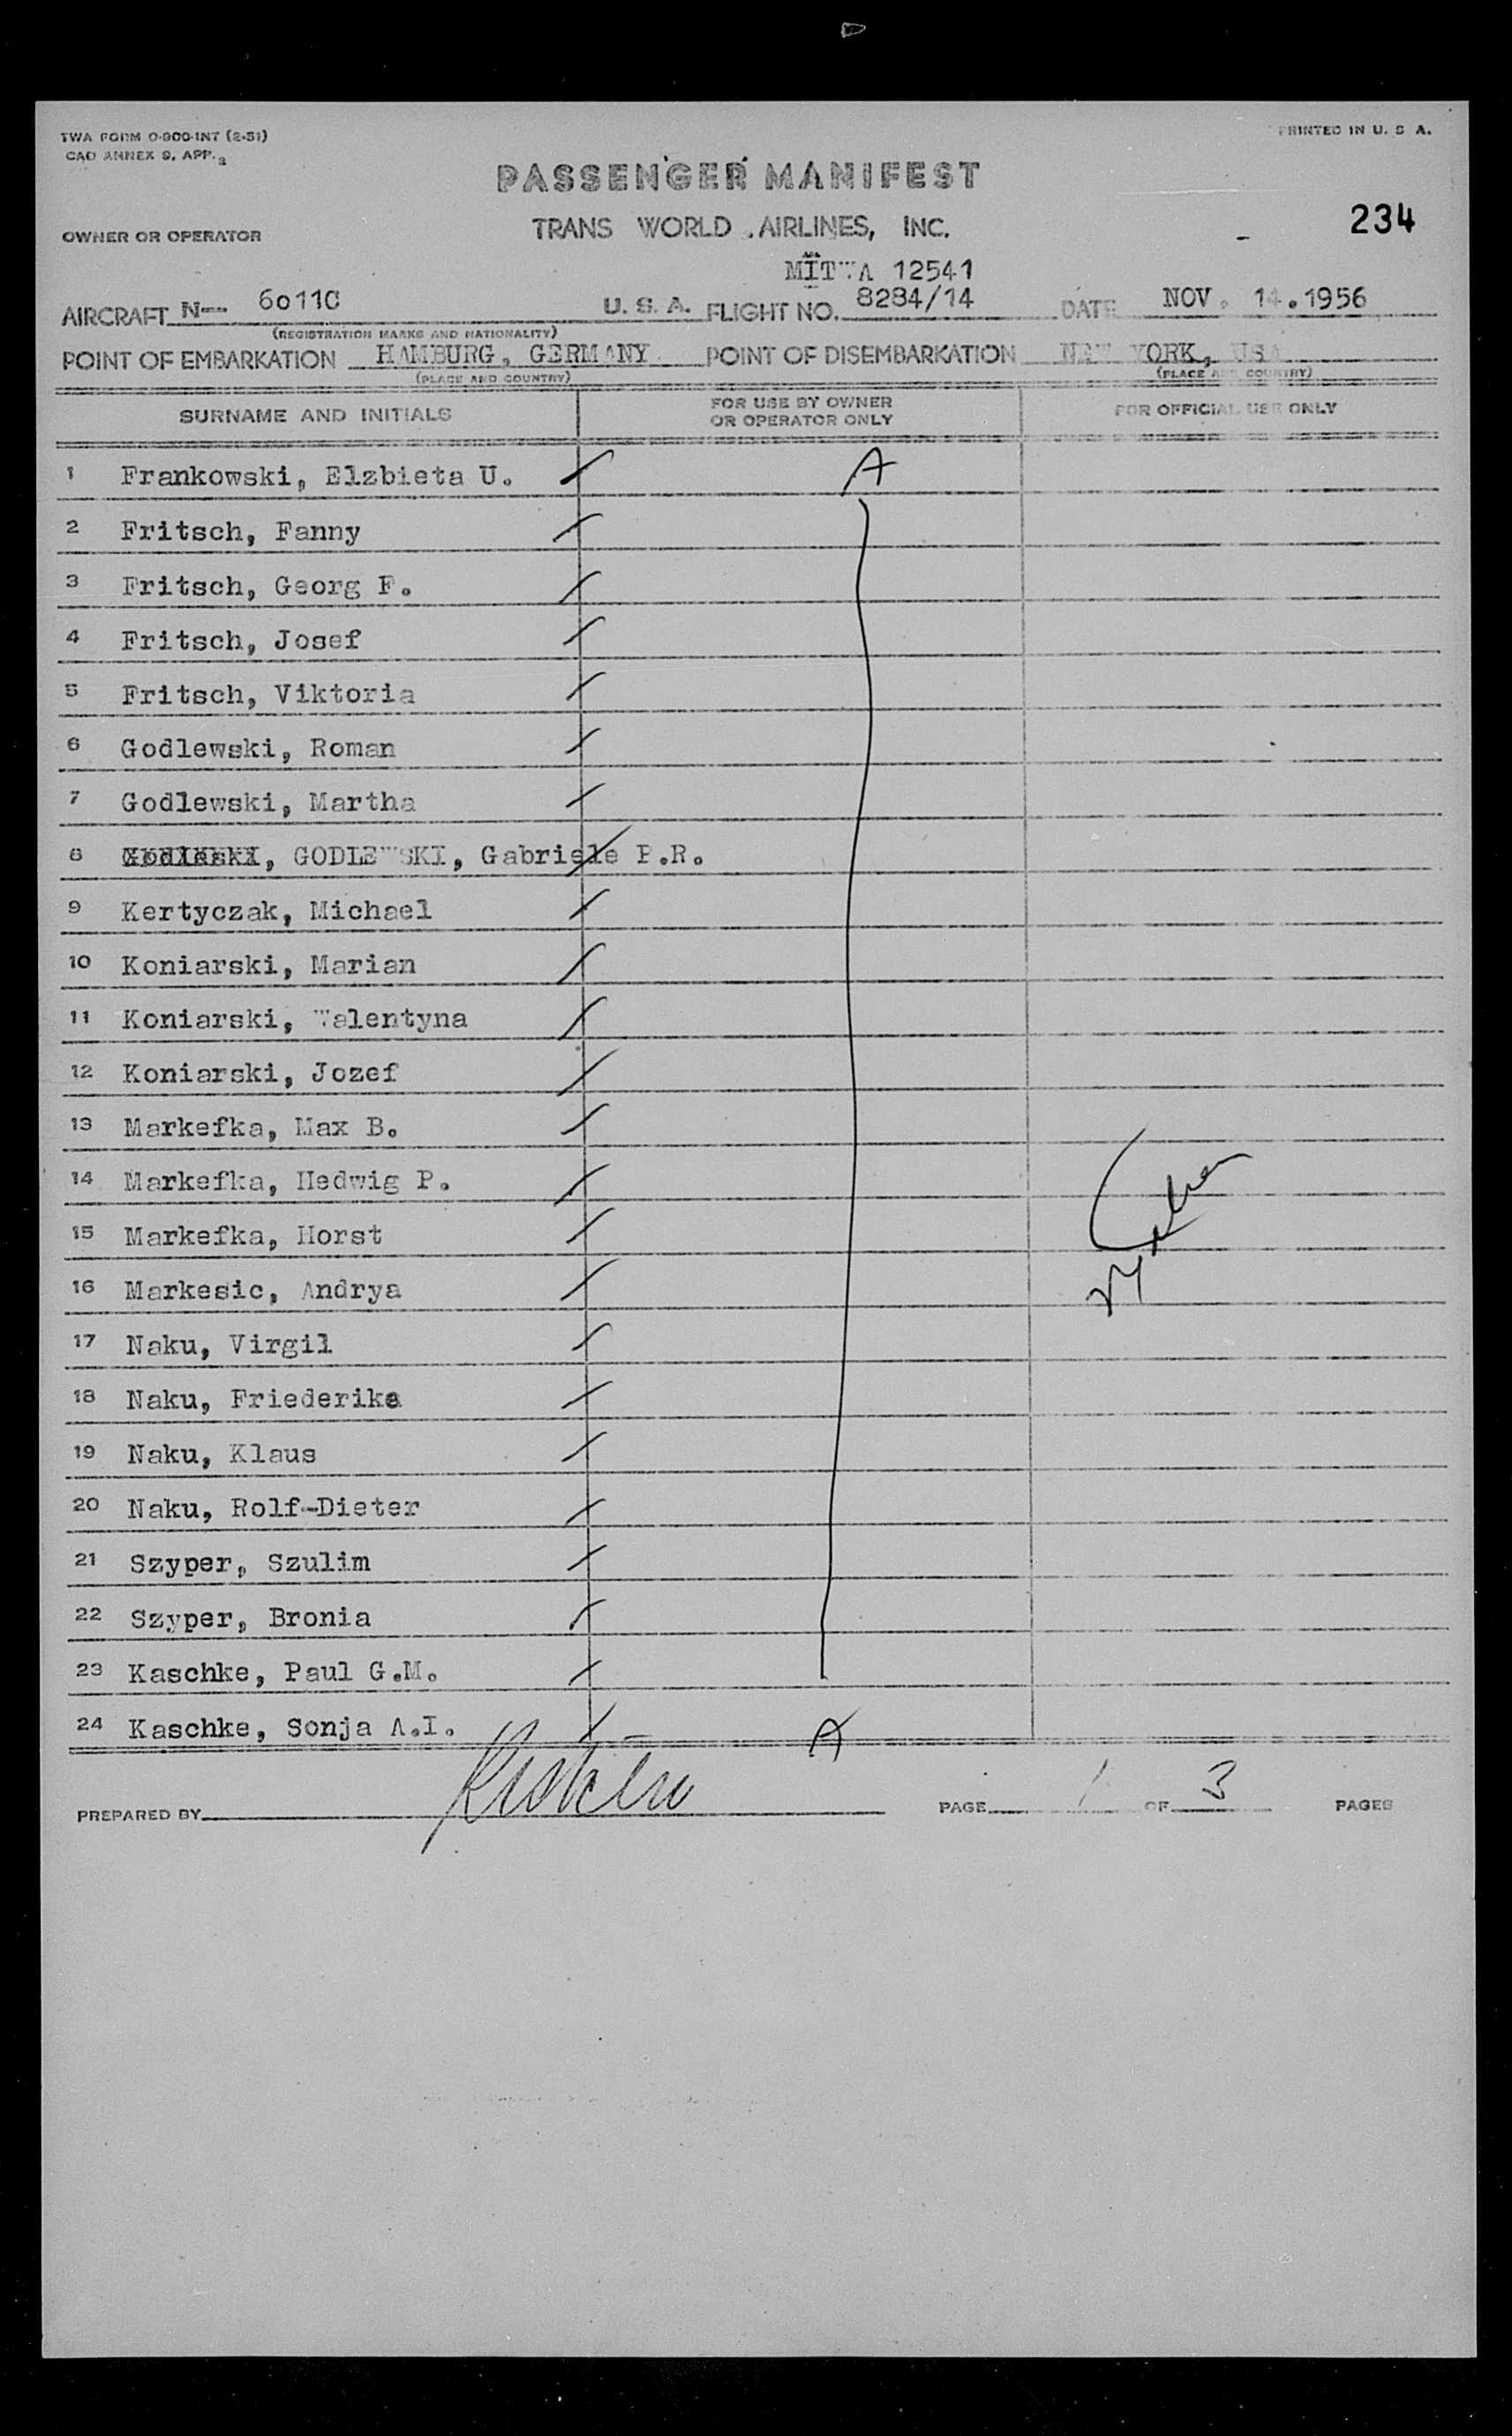 TWA FORM O-800-INT (2-51)
PRINTED IN U. S. A.
CAO ANNEX 9, APP. 2
PASSENGER MANIFEST
234
OWNER OR OPERATOR TRANS WORLD AIRLINES, INC.
MITWA 12541
AIRCRAFT N-- 6o11C U. S. A. FLIGHT NO. 8284/14 DATE NOV. 14.1956
(REGISTRATION MARKS AND NATIONALITY)
POINT OF EMBARKATION HAMBURG, GERMANY POINT OF DISEMBARKATION NEW YORK, USA
(PLACE AND COUNTRY) (PLACE AND COUNTRY)
SURNAME AND INITIALS FOR USE BY OWNER OR OPERATOR ONLY FOR OFFICIAL USE ONLY
1 Frankowski, Elzbieta U. A
2 Fritsch, Fanny
3 Fritsch, Georg F.
4 Fritsch, Josef
5 Fritsch, Viktoria
6 Godlewski, Roman
7 Godlewski, Martha
8 GODLEWSKI, Gabriele P.R.
9 Kertyczak, Michael
10 Koniarski, Marian
11 Koniarski, Walentyna
12 Koniarski, Jozef
13 Markefka, Max B.
14 Markefka, Hedwig P.
15 Markefka, Horst
16 Markesic, Andrya
17 Naku, Virgil
18 Naku, Friederike
19 Naku, Klaus
20 Naku, Rolf-Dieter
21 Szyper, Szulim
22 Szyper, Bronia
23 Kaschke, Paul G.M.
24 Kaschke, Sonja A.I. A
PREPARED BY PAGE 1 OF 3 PAGES